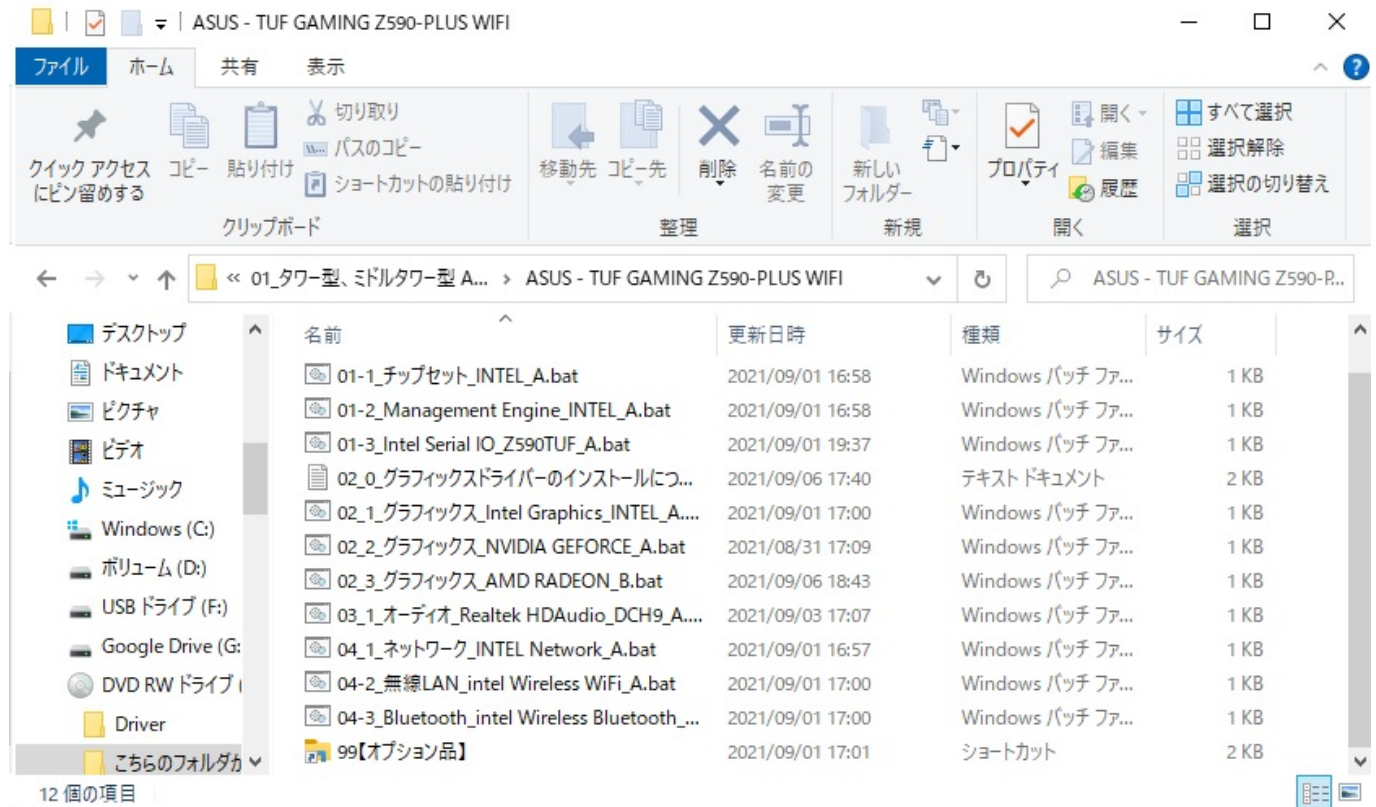 ASUS - TUF GAMING Z590-PLUS WIFI
ファイル ホーム 共有 表示
クイック アクセス
にピン留めする
コピー
貼り付け
切り取り
パスのコピー
ショートカットの貼り付け
クリップボード
移動先 コピー先 削除 名前の
変更
整理
新しい
フォルダー
新規
プロパティ
開く
編集
履歴
開く
すべて選択
選択解除
選択の切り替え
選択
« 01_タワー型、ミドルタワー型 A... › ASUS - TUF GAMING Z590-PLUS WIFI
ASUS - TUF GAMING Z590-P...
デスクトップ
ドキュメント
ピクチャ
ビデオ
ミュージック
Windows (C:)
ボリューム (D:)
USB ドライブ (F:)
Google Drive (G:
DVD RW ドライブ (
Driver
こちらのフォルダか
名前 更新日時 種類 サイズ
01-1_チップセット_INTEL_A.bat 2021/09/01 16:58 Windows バッチ ファ... 1 KB
01-2_Management Engine_INTEL_A.bat 2021/09/01 16:58 Windows バッチ ファ... 1 KB
01-3_Intel Serial IO_Z590TUF_A.bat 2021/09/01 19:37 Windows バッチ ファ... 1 KB
02_0_グラフィックスドライバーのインストールにつ... 2021/09/06 17:40 テキスト ドキュメント 2 KB
02_1_グラフィックス_Intel Graphics_INTEL_A.... 2021/09/01 17:00 Windows バッチ ファ... 1 KB
02_2_グラフィックス_NVIDIA GEFORCE_A.bat 2021/08/31 17:09 Windows バッチ ファ... 1 KB
02_3_グラフィックス_AMD RADEON_B.bat 2021/09/06 18:43 Windows バッチ ファ... 1 KB
03_1_オーディオ_Realtek HDAudio_DCH9_A.... 2021/09/03 17:07 Windows バッチ ファ... 1 KB
04_1_ネットワーク_INTEL Network_A.bat 2021/09/01 16:57 Windows バッチ ファ... 1 KB
04-2_無線LAN_intel Wireless WiFi_A.bat 2021/09/01 17:00 Windows バッチ ファ... 1 KB
04-3_Bluetooth_intel Wireless Bluetooth_... 2021/09/01 17:00 Windows バッチ ファ... 1 KB
99【オプション品】 2021/09/01 17:01 ショートカット 2 KB
12 個の項目